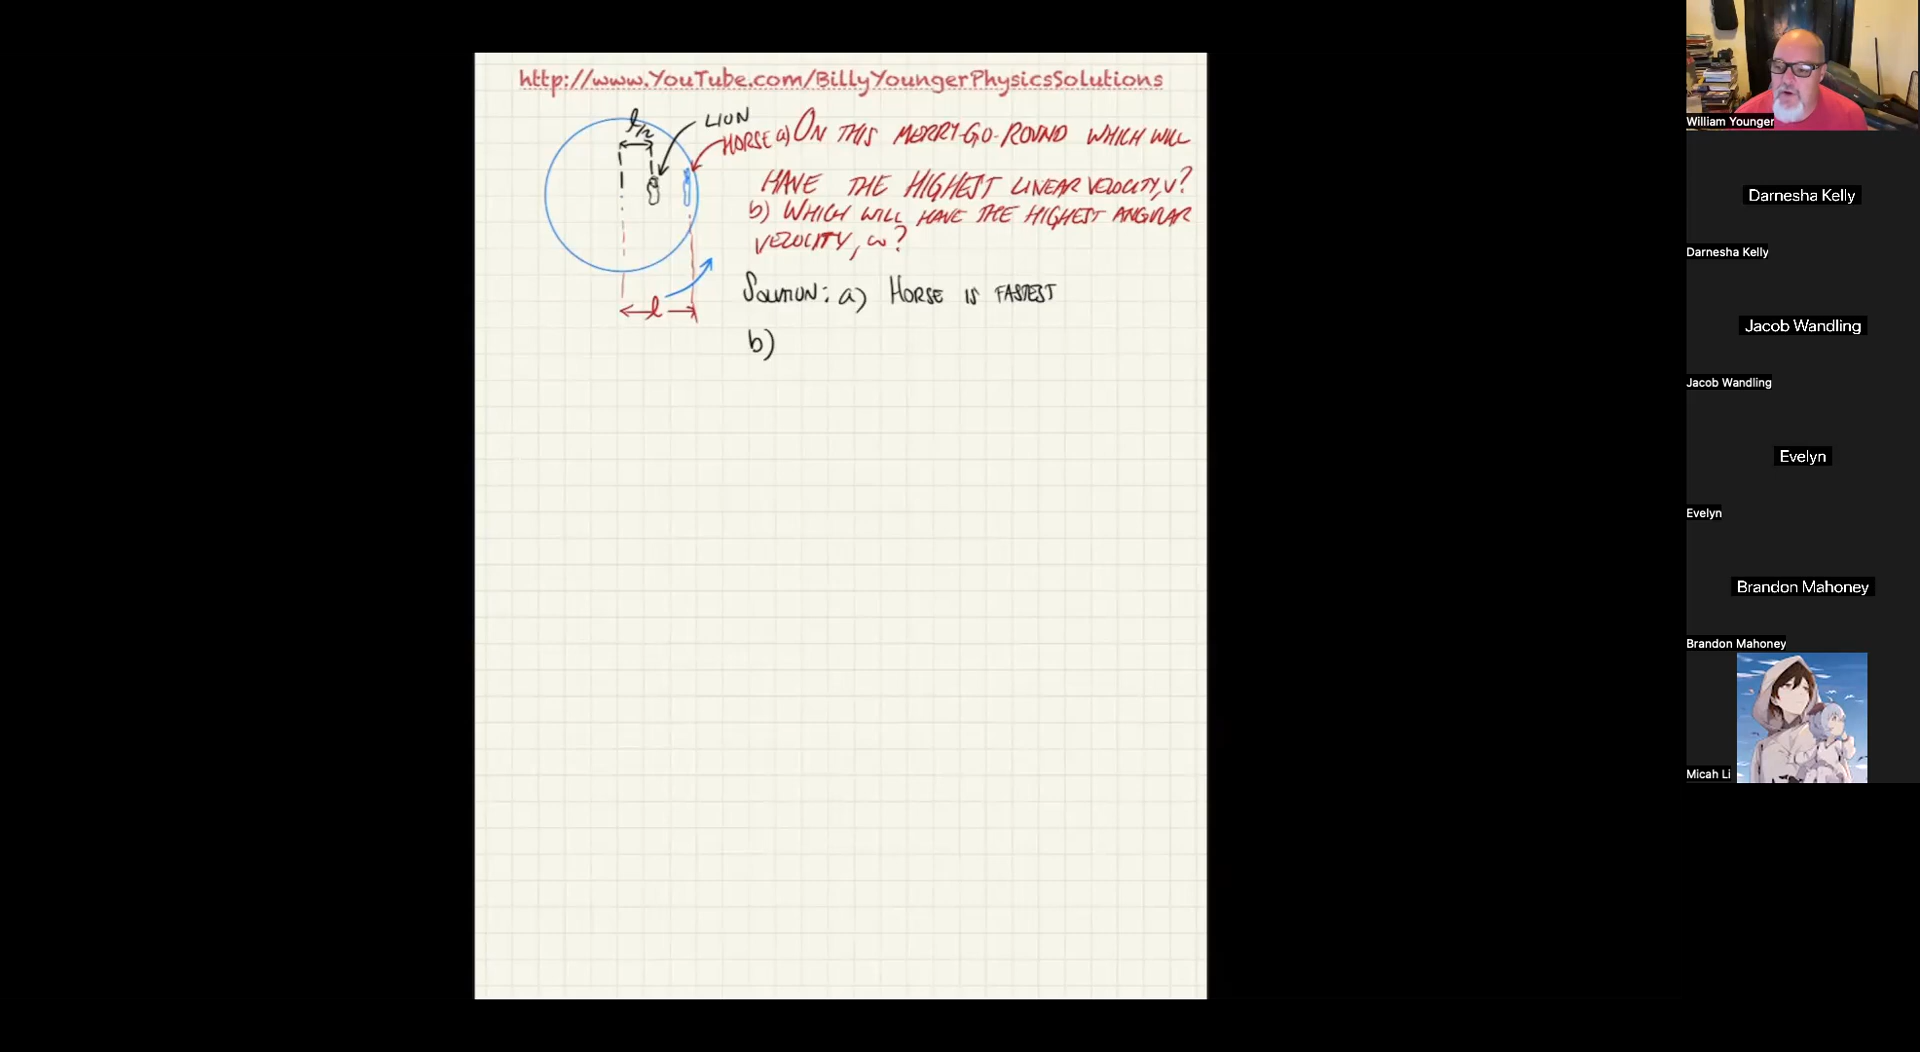 http://www.YouTube.com/BillyYoungerPhysicsSolutions
l/2
LION
HORSE
a) ON THIS MERRY-GO-ROUND WHICH WILL
HAVE THE HIGHEST LINEAR VELOCITY, v?
b) WHICH WILL HAVE THE HIGHEST ANGULAR
VELOCITY, ω?
l
SOLUTION: a) HORSE IS FASTEST
b)
William Younger
Darnesha Kelly
Darnesha Kelly
Jacob Wandling
Jacob Wandling
Evelyn
Evelyn
Brandon Mahoney
Brandon Mahoney
Micah Li